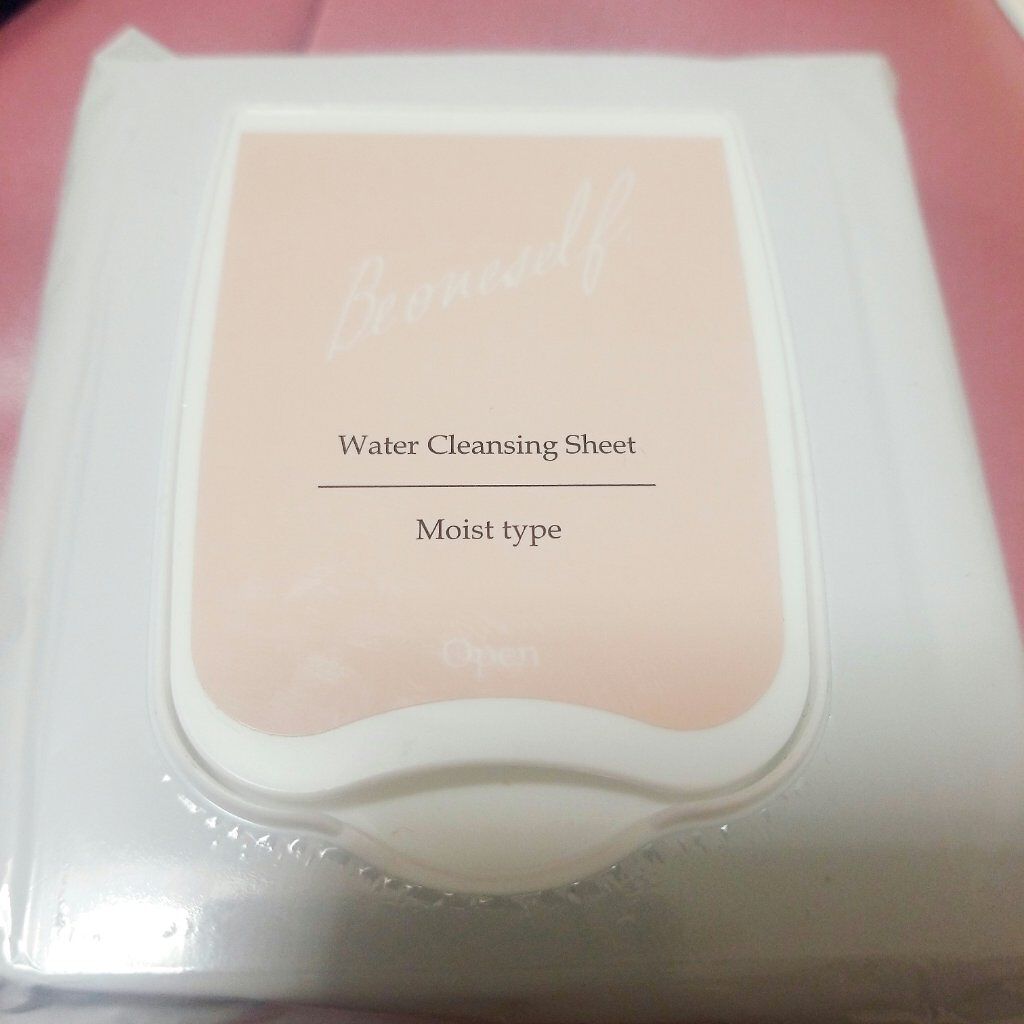 Beoneself
Water Cleansing Sheet
Moist type
Open